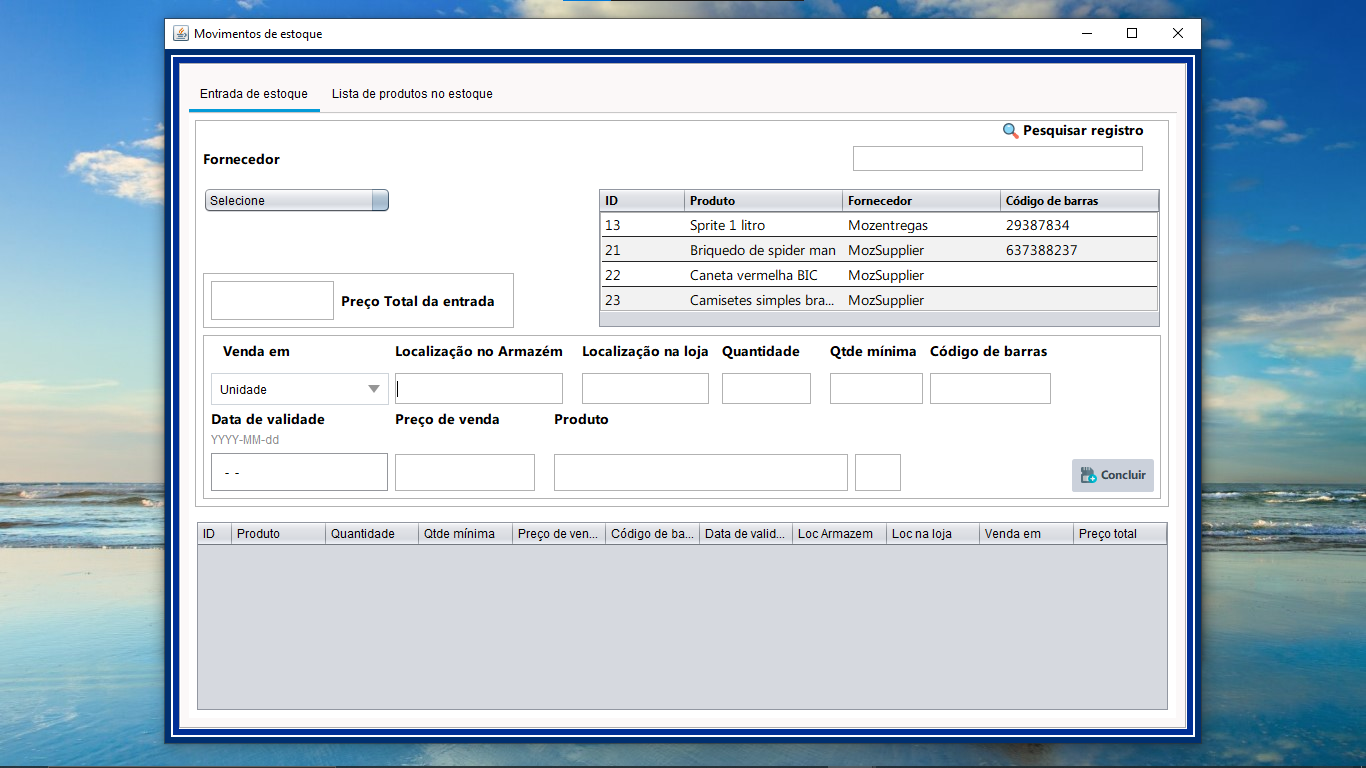 Movimentos de estoque
Entrada de estoque Lista de produtos no estoque
Pesquisar registro
Fornecedor
Selecione
ID Produto Fornecedor Código de barras
13 Sprite 1 litro Mozentregas 29387834
21 Briquedo de spider man MozSupplier 637388237
22 Caneta vermelha BIC MozSupplier
23 Camisetes simples bra... MozSupplier
Preço Total da entrada
Venda em Localização no Armazém Localização na loja Quantidade Qtde mínima Código de barras
Unidade
Data de validade Preço de venda Produto
YYYY-MM-dd
- -
Concluir
ID Produto Quantidade Qtde mínima Preço de ven... Código de ba... Data de valid... Loc Armazem Loc na loja Venda em Preço total